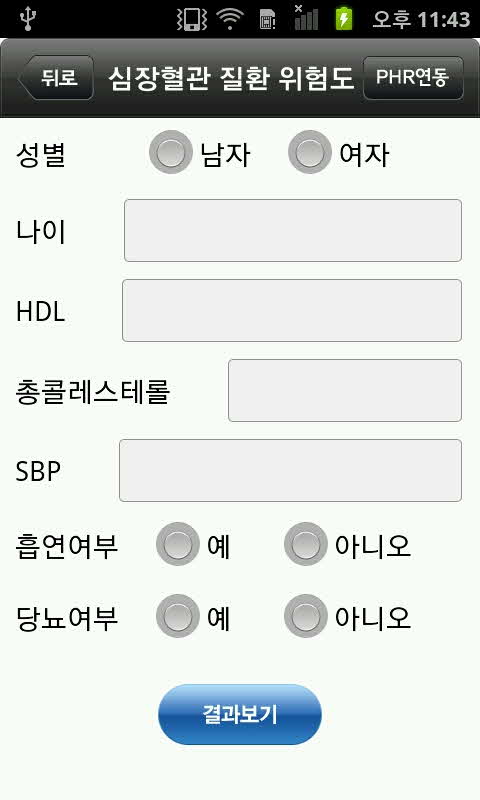 오후 11:43
뒤로 심장혈관 질환 위험도 PHR연동
성별 남자 여자
나이
HDL
총콜레스테롤
SBP
흡연여부 예 아니오
당뇨여부 예 아니오
결과보기